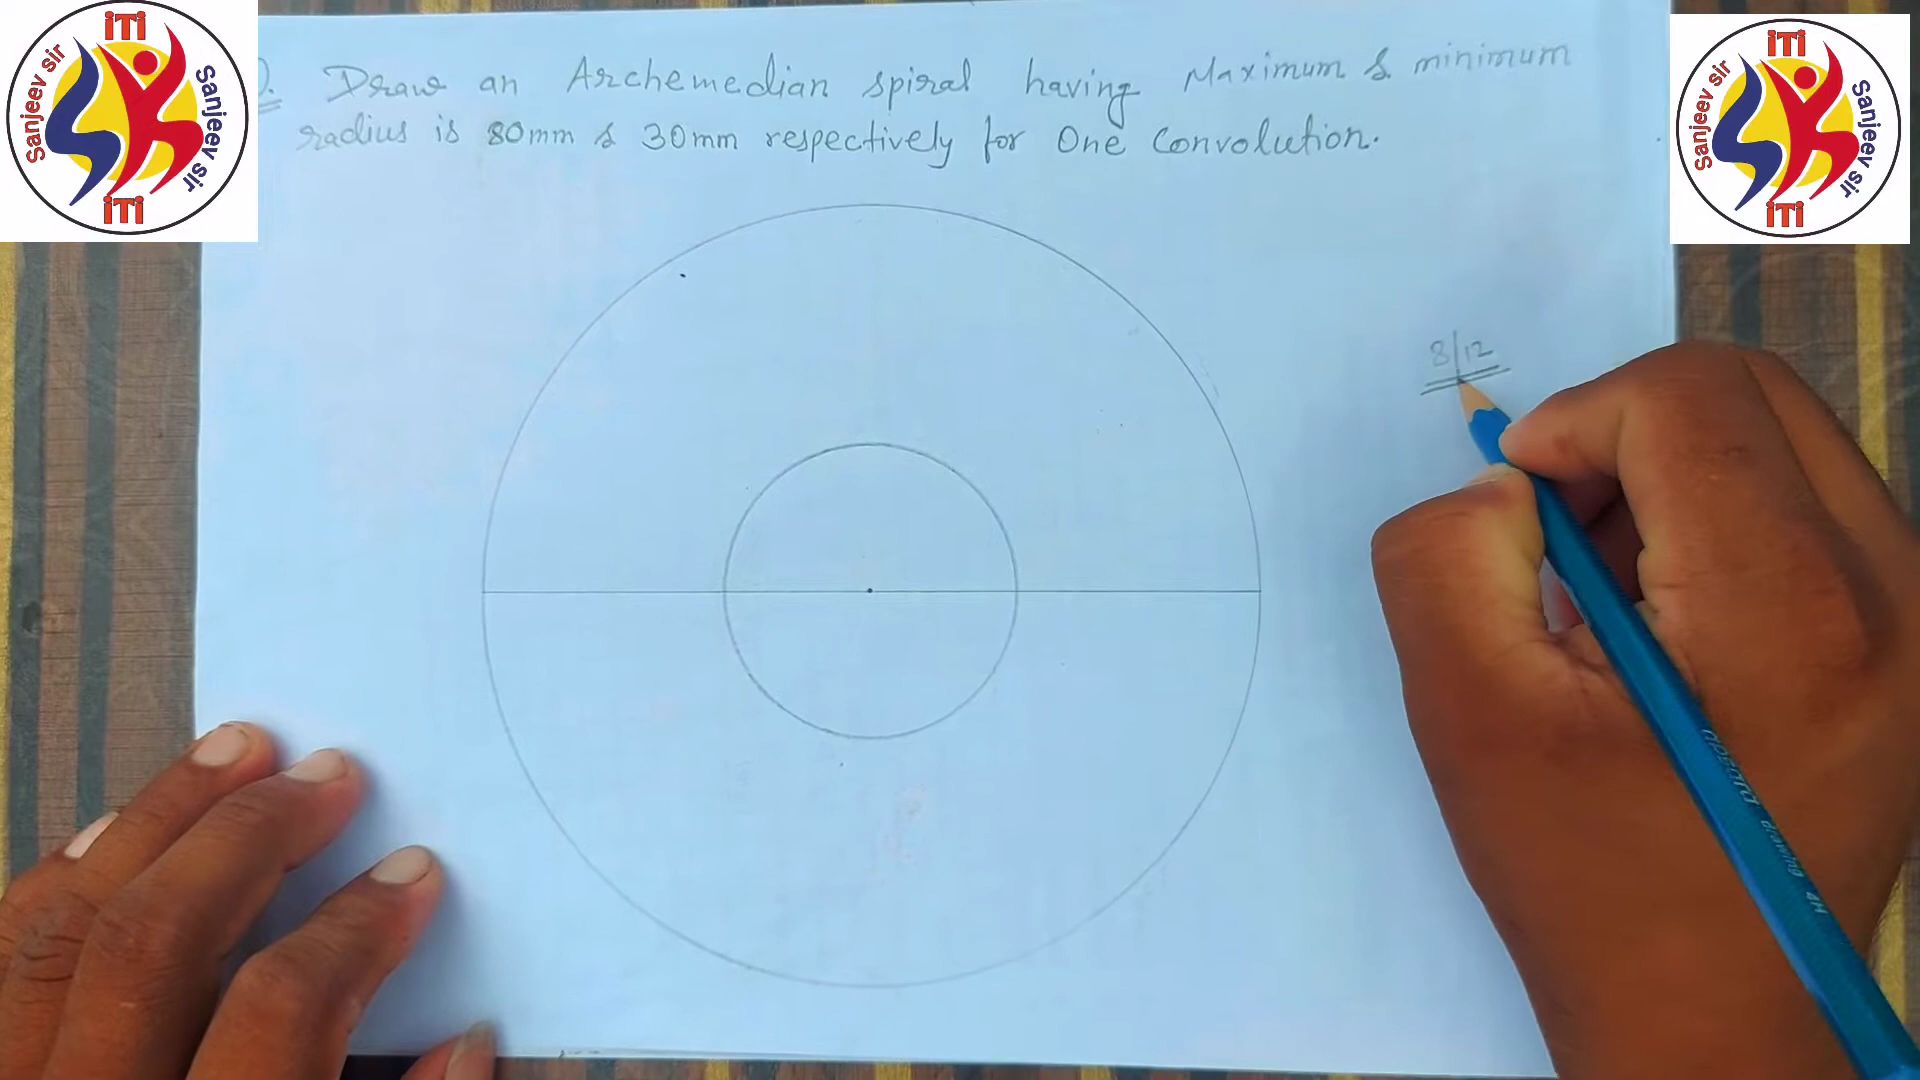 Draw an Archemedian spiral having Maximum & minimum
radius is 80mm & 30mm respectively for One Convolution.
8/12
iTi
Sanjeev sir
Sanjeev sir
iTi
iTi
Sanjeev sir
Sanjeev sir
iTi
4H